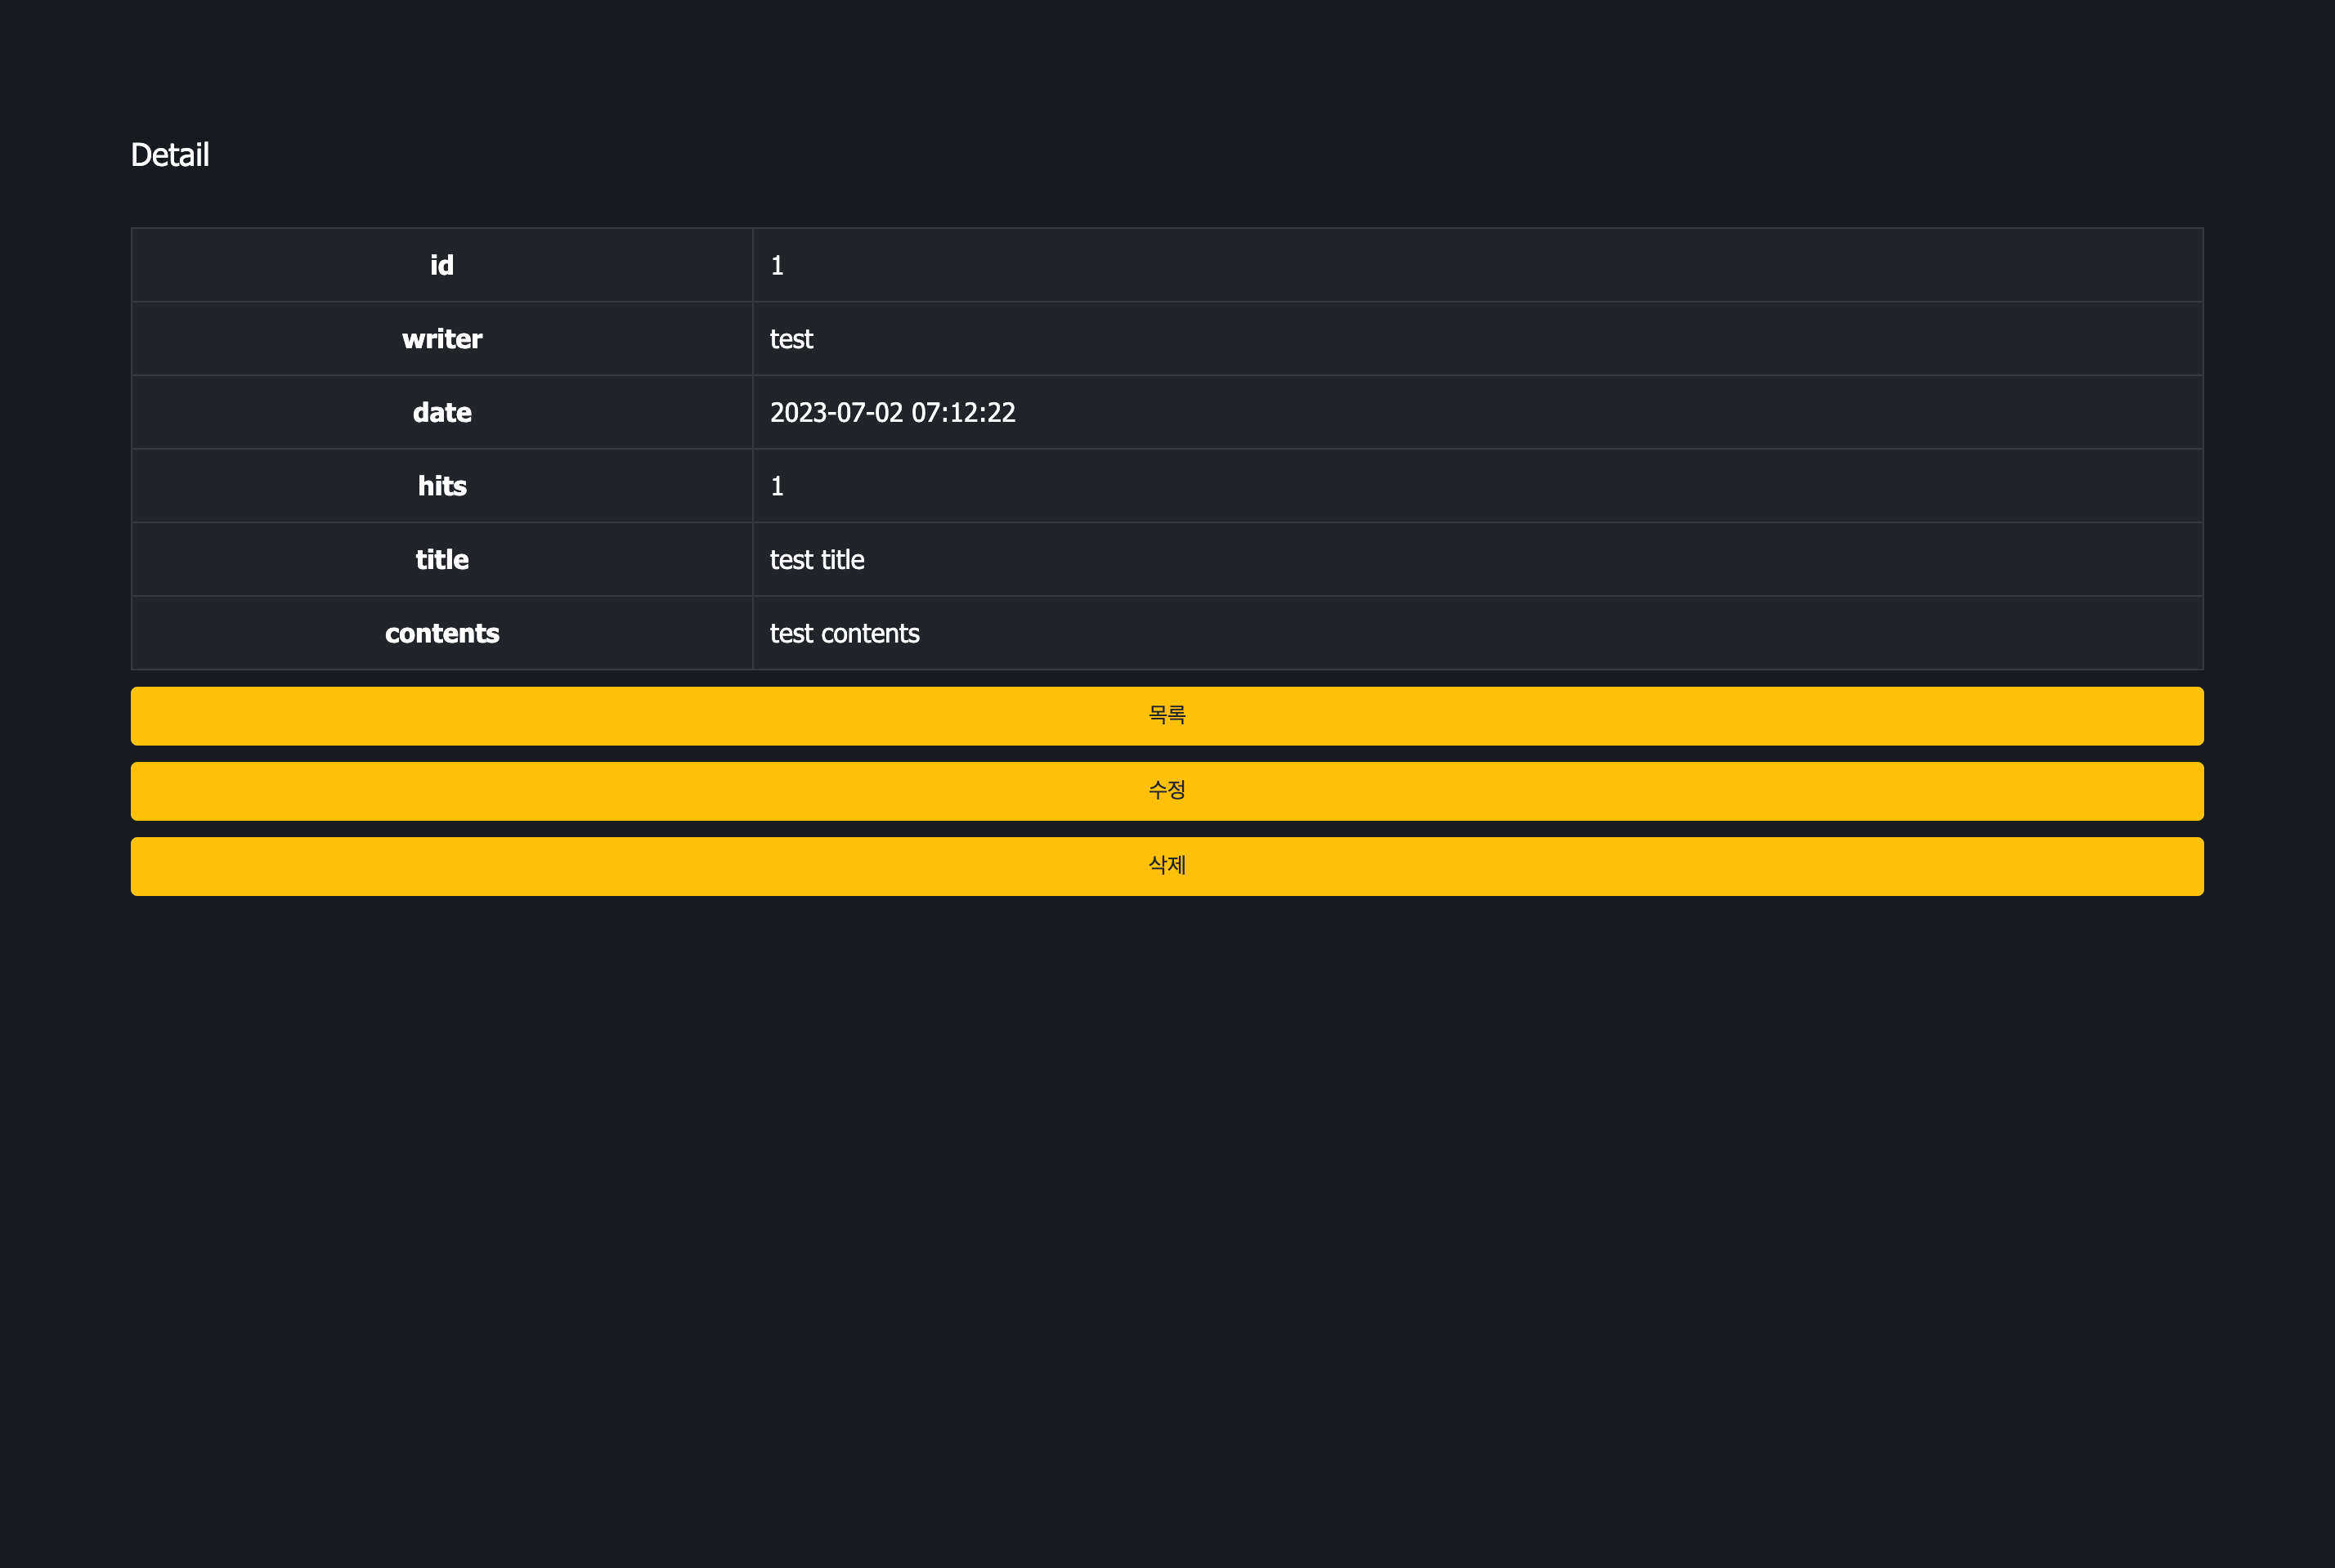 Detail
id 1
writer test
date 2023-07-02 07:12:22
hits 1
title test title
contents test contents
목록
수정
삭제